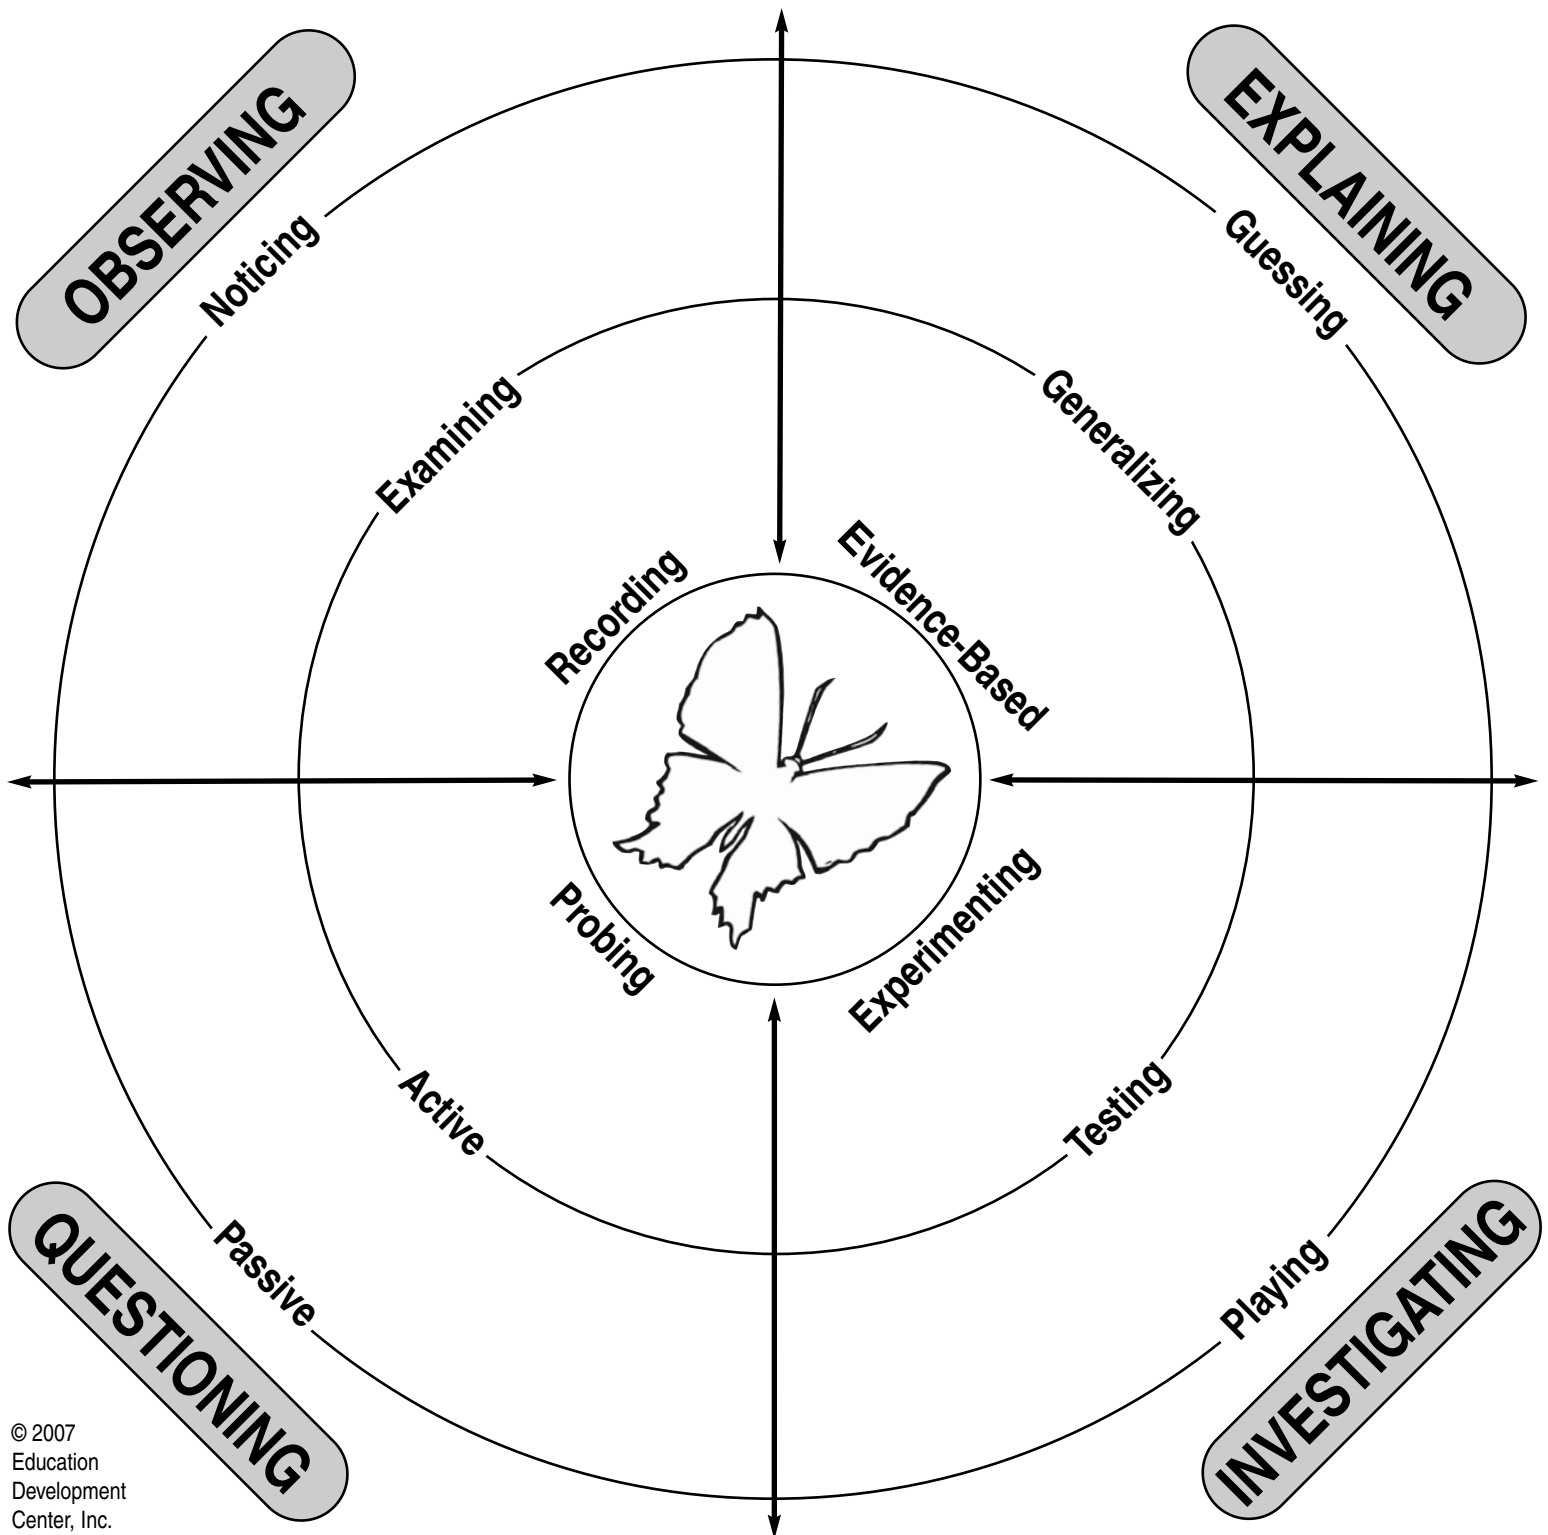 OBSERVING
EXPLAINING
Noticing
Guessing
Examining
Generalizing
Recording
Evidence-Based
Probing
Experimenting
Active
Testing
Passive
Playing
QUESTIONING
INVESTIGATING
© 2007
Education
Development
Center, Inc.